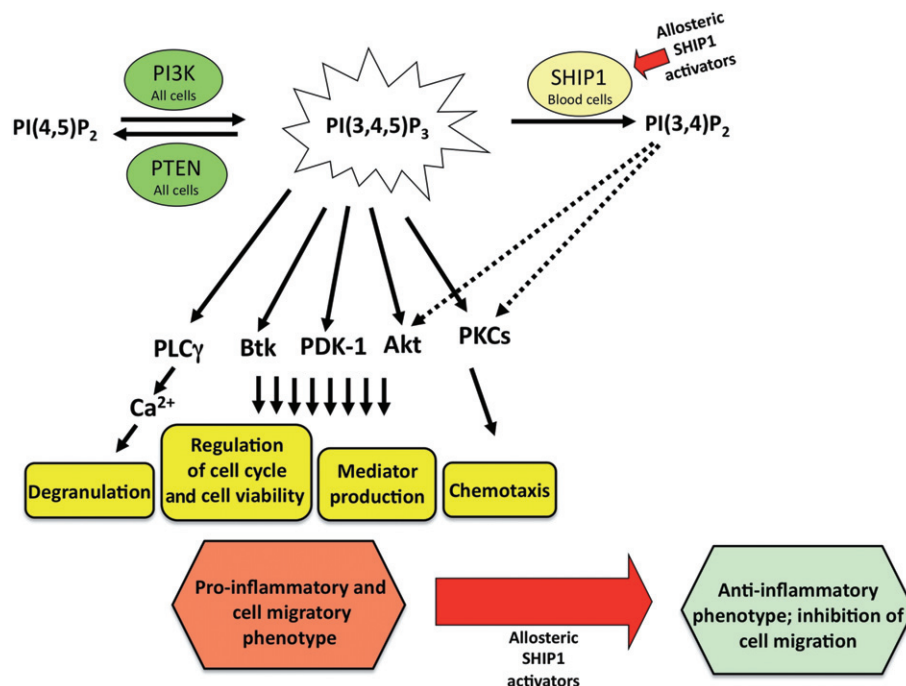 Allosteric
SHIP1
activators
PI3K
All cells
SHIP1
Blood cells
PI(4,5)P₂
PI(3,4,5)P₃
PI(3,4)P₂
PTEN
All cells
PLCγ
Btk
PDK-1
Akt
PKCs
Ca²⁺
Degranulation
Regulation
of cell cycle
and cell viability
Mediator
production
Chemotaxis
Pro-inflammatory and
cell migratory
phenotype
Allosteric
SHIP1
activators
Anti-inflammatory
phenotype; inhibition of
cell migration